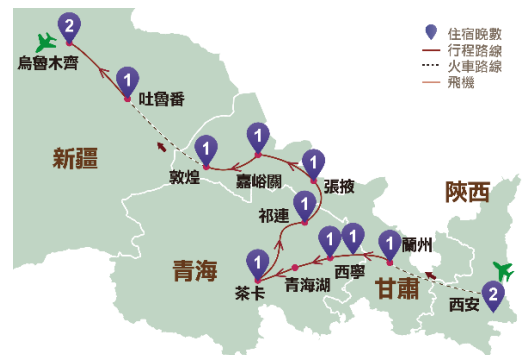 住宿晚數
行程路線
火車路線
飛機
2
烏魯木齊
1
吐魯番
新疆
1
敦煌
1
嘉峪關
1
張掖
1
祁連
陝西
1
蘭州
1
1
西寧
青海
青海湖
1
茶卡
甘肅
西安
2